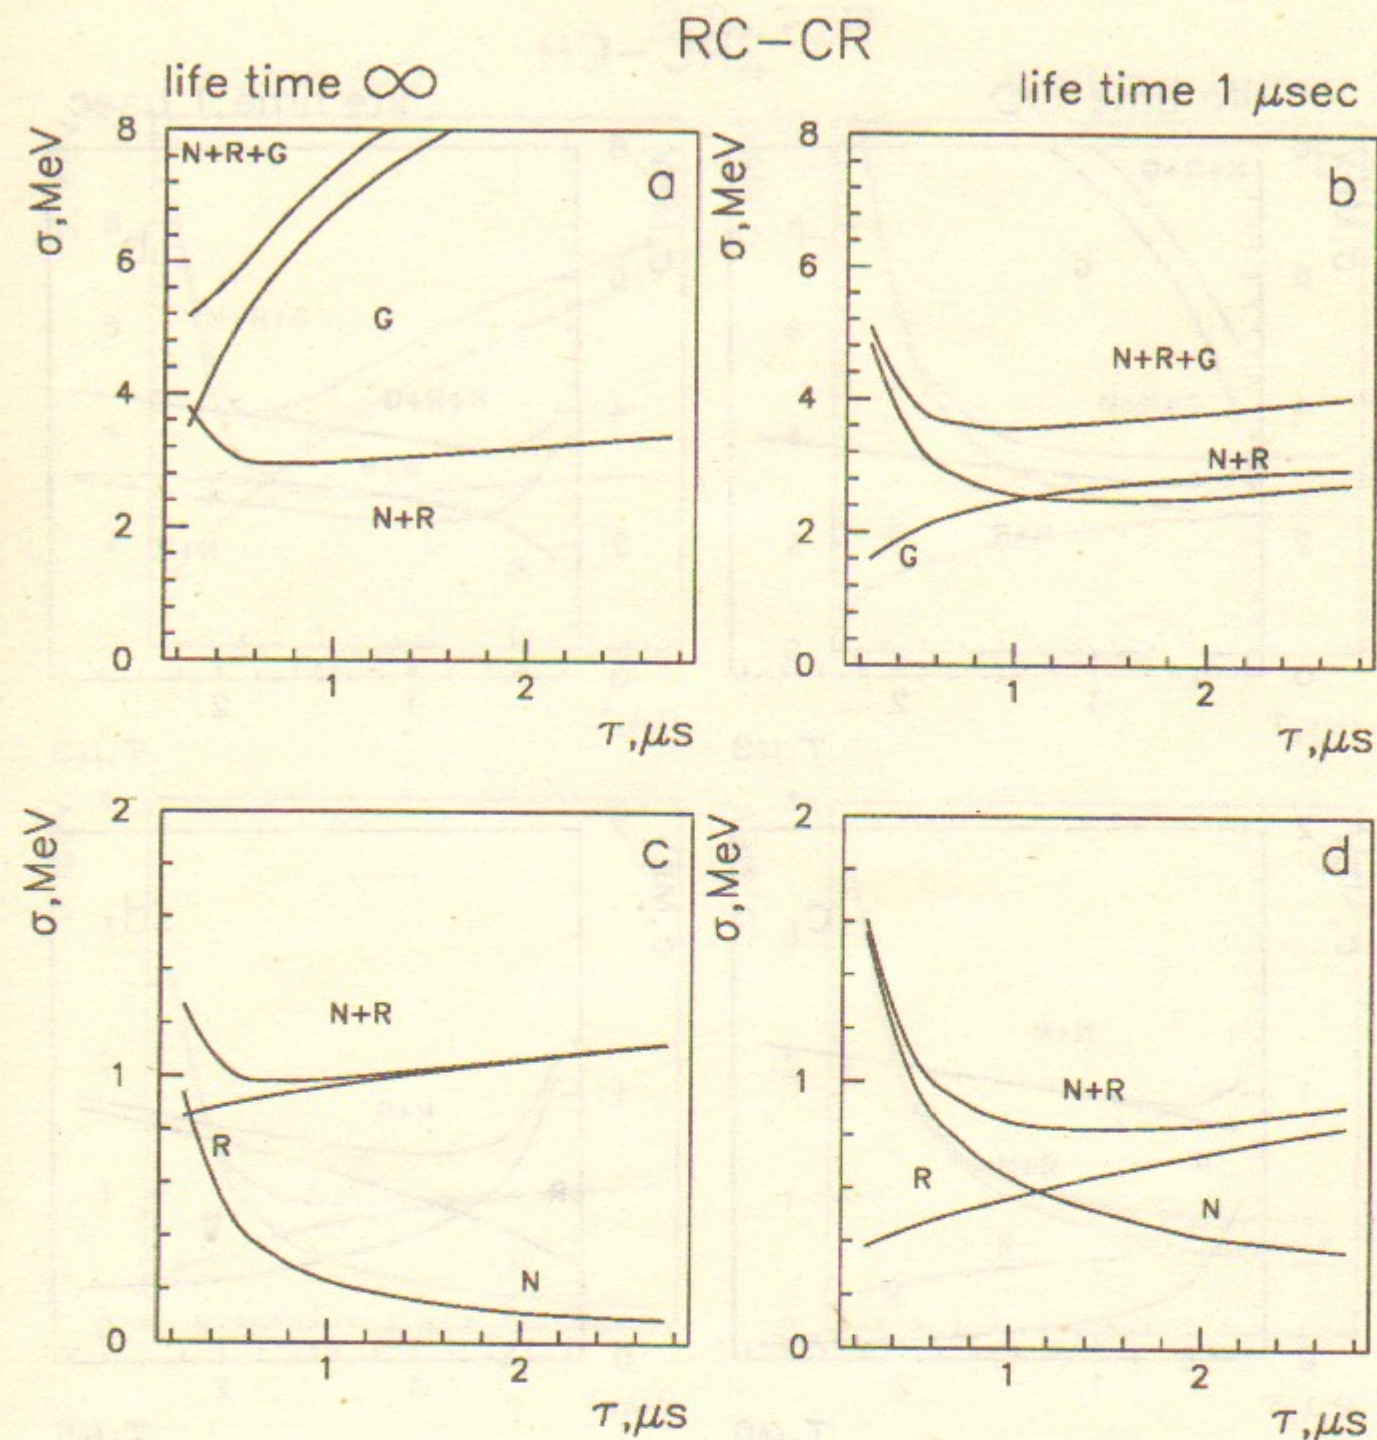 RC-CR
life time ∞
life time 1 μsec
8
6
4
2
0
σ,MeV
N+R+G
a
G
N+R
1
2
τ,μs
8
6
4
2
0
σ,MeV
b
N+R+G
N+R
G
1
2
τ,μs
2
1
0
σ,MeV
c
N+R
R
N
1
2
τ,μs
2
1
0
σ,MeV
d
N+R
R
N
1
2
τ,μs